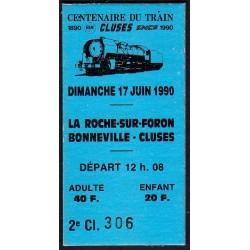 CENTENAIRE DU TRAIN
1890 CLUSES SNCF 1990
DIMANCHE 17 JUIN 1990
LA ROCHE-SUR-FORON
BONNEVILLE - CLUSES
DÉPART 12 h. 08
ADULTE ENFANT
40 F. 20 F.
2e Cl. 306